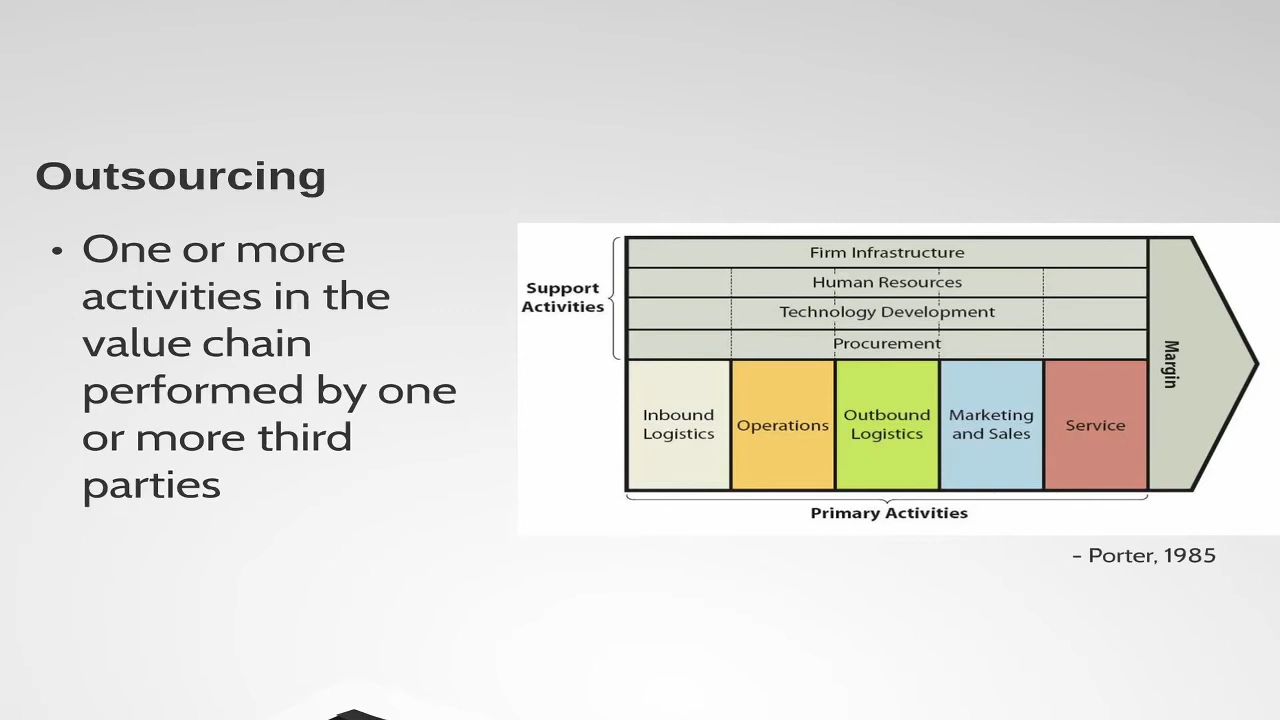 Outsourcing
• One or more
activities in the
value chain
performed by one
or more third
parties
Support
Activities
Firm Infrastructure
Human Resources
Technology Development
Procurement
Inbound
Logistics
Operations
Outbound
Logistics
Marketing
and Sales
Service
Margin
Primary Activities
- Porter, 1985